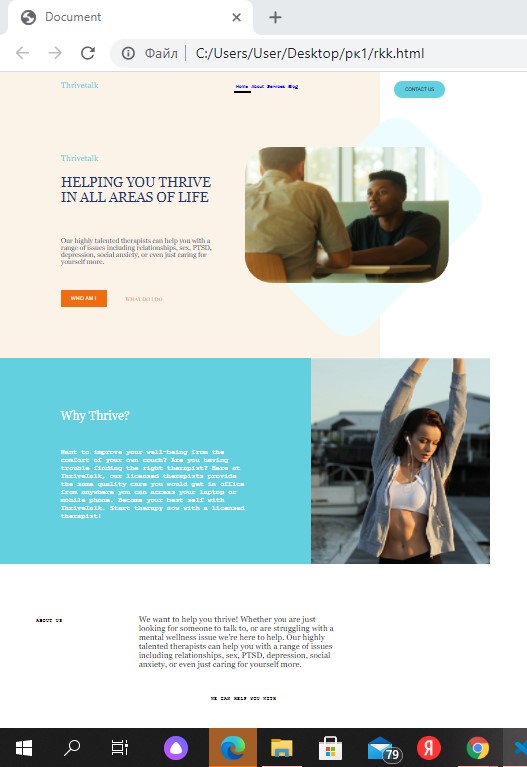 Document
Файл
C:/Users/User/Desktop/рк1/rkk.html
Thrivetalk
Home About Services Blog
CONTACT US
Thrivetalk
HELPING YOU THRIVE
IN ALL AREAS OF LIFE
Our highly talented therapists can help you with a
range of issues including relationships, sex, PTSD,
depression, social anxiety, or even just caring for
yourself more.
WHO AM I
WHAT DO I DO
Why Thrive?
Want to improve your well-being from the
comfort of your own couch? Are you having
trouble finding the right therapist? Here at
ThriveTalk, our licensed therapists provide
the same quality care you would get in office
from anywhere you can access your laptop or
mobile phone. Become your best self with
ThriveTalk. Start therapy now with a licensed
therapist!
ABOUT US
We want to help you thrive! Whether you are just
looking for someone to talk to, or are struggling with a
mental wellness issue we're here to help. Our highly
talented therapists can help you with a range of issues
including relationships, sex, PTSD, depression, social
anxiety, or even just caring for yourself more.
WE CAN HELP YOU WITH
79
Я